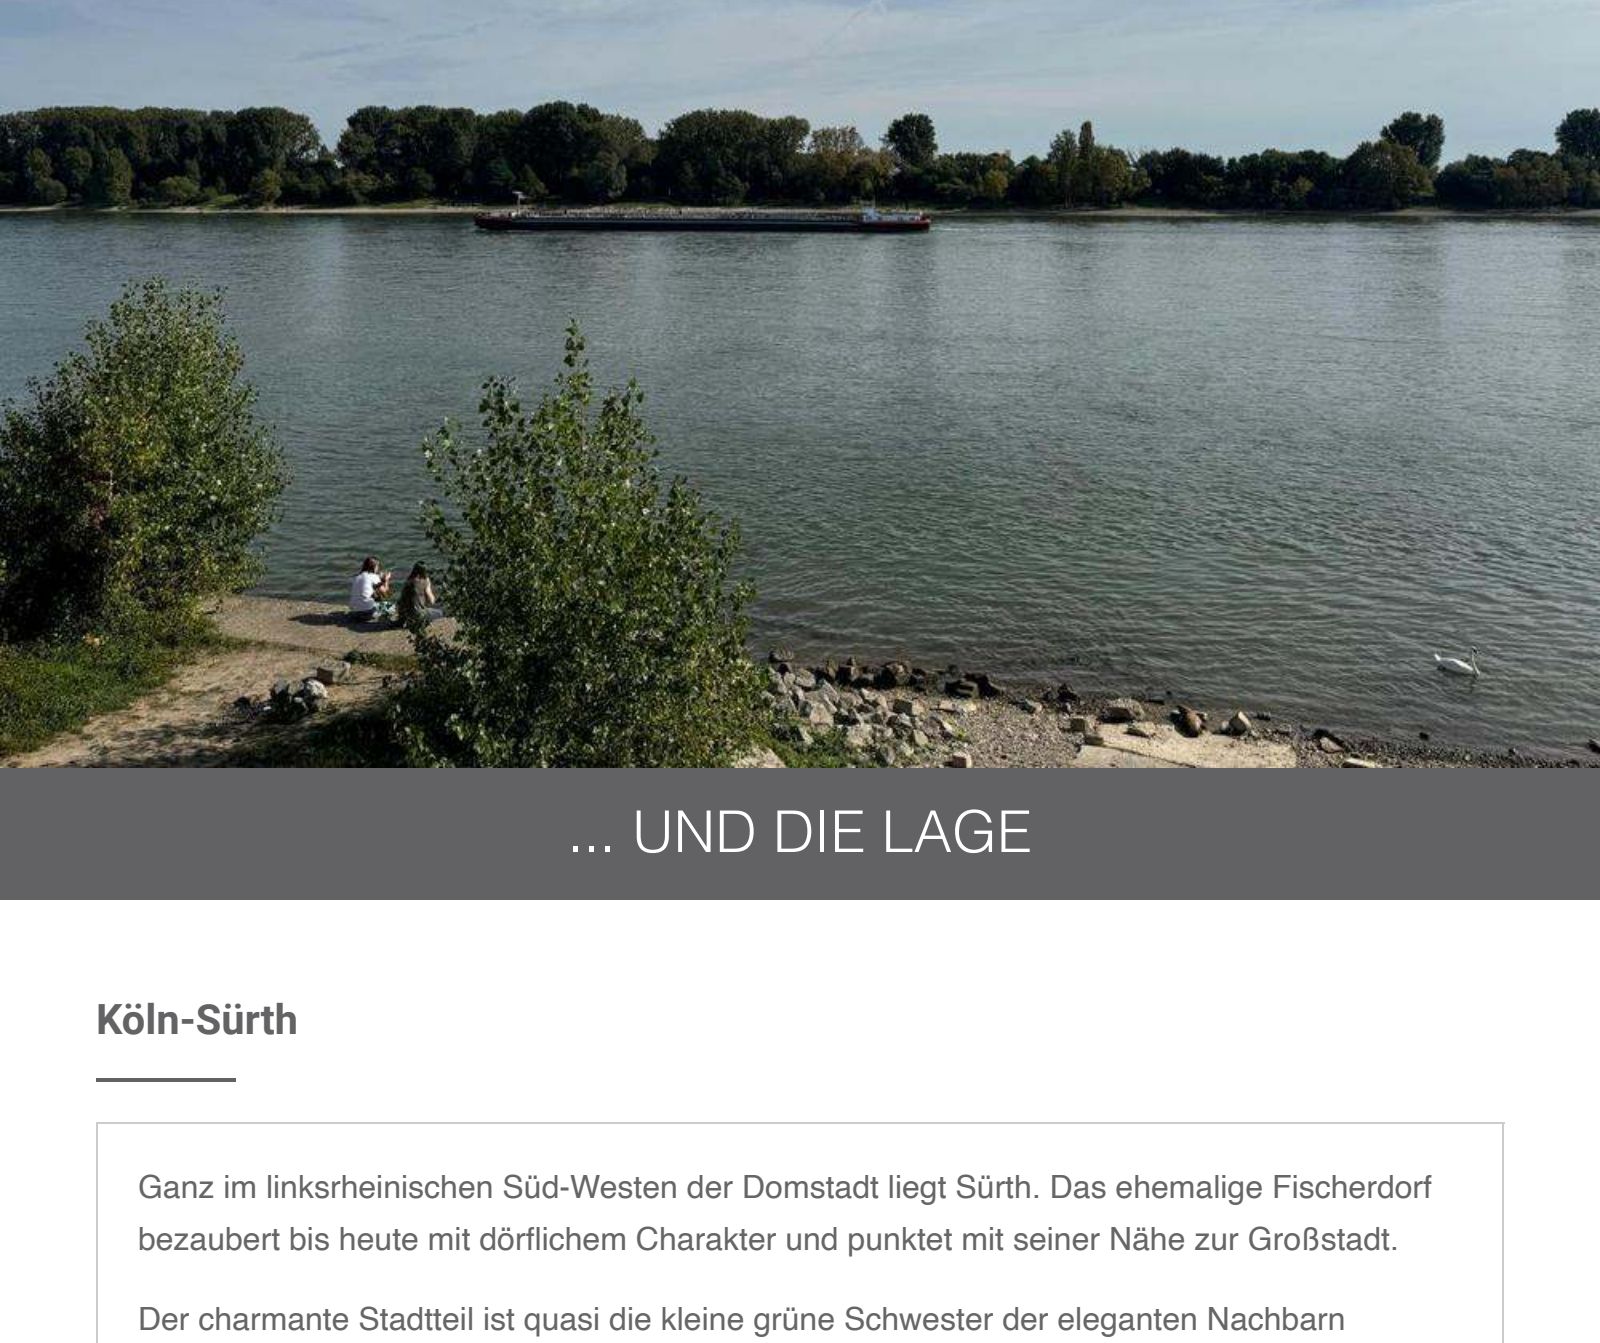 ... UND DIE LAGE
Köln-Sürth
Ganz im linksrheinischen Süd-Westen der Domstadt liegt Sürth. Das ehemalige Fischerdorf
bezaubert bis heute mit dörflichem Charakter und punktet mit seiner Nähe zur Großstadt.
Der charmante Stadtteil ist quasi die kleine grüne Schwester der eleganten Nachbarn